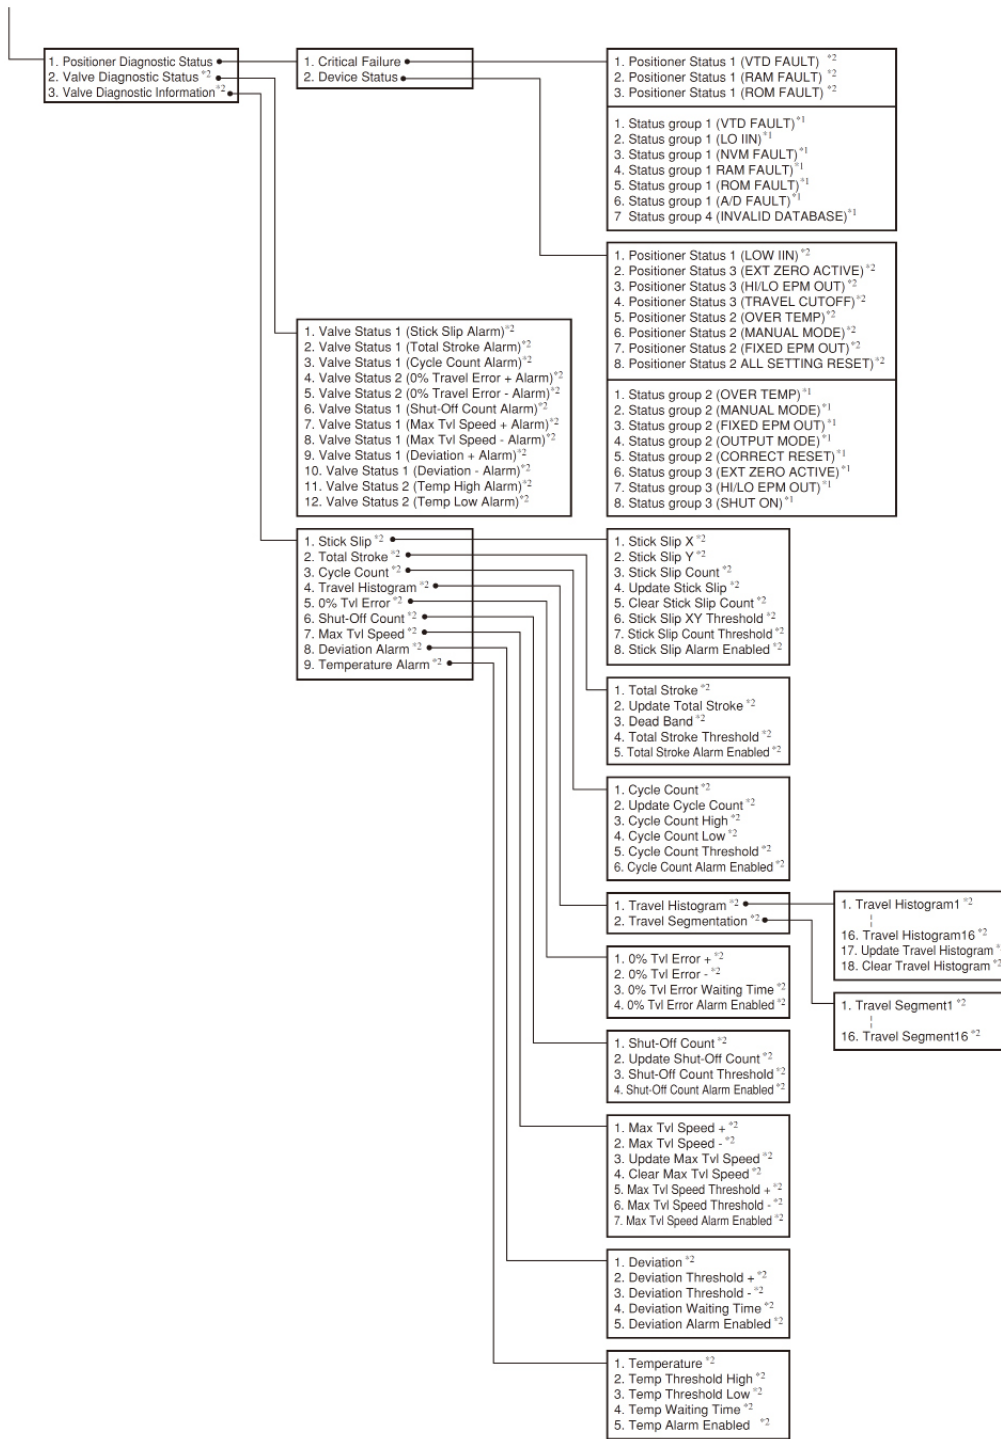 1. Positioner Diagnostic Status
2. Valve Diagnostic Status *2
3. Valve Diagnostic Information *2
1. Critical Failure
2. Device Status
1. Positioner Status 1 (VTD FAULT) *2
2. Positioner Status 1 (RAM FAULT) *2
3. Positioner Status 1 (ROM FAULT) *2
1. Status group 1 (VTD FAULT) *1
2. Status group 1 (LO IIN) *1
3. Status group 1 (NVM FAULT) *1
4. Status group 1 RAM FAULT) *1
5. Status group 1 (ROM FAULT) *1
6. Status group 1 (A/D FAULT) *1
7 Status group 4 (INVALID DATABASE) *1
1. Positioner Status 1 (LOW IIN) *2
2. Positioner Status 3 (EXT ZERO ACTIVE) *2
3. Positioner Status 3 (HI/LO EPM OUT) *2
4. Positioner Status 3 (TRAVEL CUTOFF) *2
5. Positioner Status 2 (OVER TEMP) *2
6. Positioner Status 2 (MANUAL MODE) *2
7. Positioner Status 2 (FIXED EPM OUT) *2
8. Positioner Status 2 ALL SETTING RESET) *2
1. Status group 2 (OVER TEMP) *1
2. Status group 2 (MANUAL MODE) *1
3. Status group 2 (FIXED EPM OUT) *1
4. Status group 2 (OUTPUT MODE) *1
5. Status group 2 (CORRECT RESET) *1
6. Status group 3 (EXT ZERO ACTIVE) *1
7. Status group 3 (HI/LO EPM OUT) *1
8. Status group 3 (SHUT ON) *1
1. Valve Status 1 (Stick Slip Alarm) *2
2. Valve Status 1 (Total Stroke Alarm) *2
3. Valve Status 1 (Cycle Count Alarm) *2
4. Valve Status 2 (0% Travel Error + Alarm) *2
5. Valve Status 2 (0% Travel Error - Alarm) *2
6. Valve Status 1 (Shut-Off Count Alarm) *2
7. Valve Status 1 (Max Tvl Speed + Alarm) *2
8. Valve Status 1 (Max Tvl Speed - Alarm) *2
9. Valve Status 1 (Deviation + Alarm) *2
10. Valve Status 1 (Deviation - Alarm) *2
11. Valve Status 2 (Temp High Alarm) *2
12. Valve Status 2 (Temp Low Alarm) *2
1. Stick Slip *2
2. Total Stroke *2
3. Cycle Count *2
4. Travel Histogram *2
5. 0% Tvl Error *2
6. Shut-Off Count *2
7. Max Tvl Speed *2
8. Deviation Alarm *2
9. Temperature Alarm *2
1. Stick Slip X *2
2. Stick Slip Y *2
3. Stick Slip Count *2
4. Update Stick Slip *2
5. Clear Stick Slip Count *2
6. Stick Slip XY Threshold *2
7. Stick Slip Count Threshold *2
8. Stick Slip Alarm Enabled *2
1. Total Stroke *2
2. Update Total Stroke *2
3. Dead Band *2
4. Total Stroke Threshold *2
5. Total Stroke Alarm Enabled *2
1. Cycle Count *2
2. Update Cycle Count *2
3. Cycle Count High *2
4. Cycle Count Low *2
5. Cycle Count Threshold *2
6. Cycle Count Alarm Enabled *2
1. Travel Histogram *2
2. Travel Segmentation *2
1. Travel Histogram1 *2
16. Travel Histogram16 *2
17. Update Travel Histogram *2
18. Clear Travel Histogram *2
1. Travel Segment1 *2
16. Travel Segment16 *2
1. 0% Tvl Error + *2
2. 0% Tvl Error - *2
3. 0% Tvl Error Waiting Time *2
4. 0% Tvl Error Alarm Enabled *2
1. Shut-Off Count *2
2. Update Shut-Off Count *2
3. Shut-Off Count Threshold *2
4. Shut-Off Count Alarm Enabled *2
1. Max Tvl Speed + *2
2. Max Tvl Speed - *2
3. Update Max Tvl Speed *2
4. Clear Max Tvl Speed *2
5. Max Tvl Speed Threshold + *2
6. Max Tvl Speed Threshold - *2
7. Max Tvl Speed Alarm Enabled *2
1. Deviation *2
2. Deviation Threshold + *2
3. Deviation Threshold - *2
4. Deviation Waiting Time *2
5. Deviation Alarm Enabled *2
1. Temperature *2
2. Temp Threshold High *2
3. Temp Threshold Low *2
4. Temp Waiting Time *2
5. Temp Alarm Enabled *2